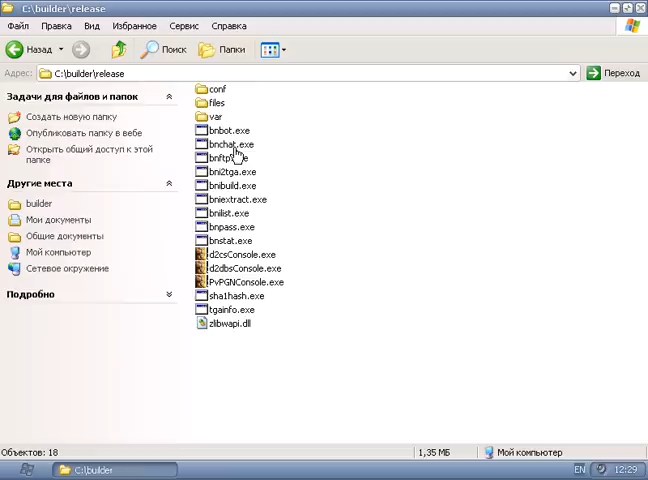 C:\builder\release
Файл Правка Вид Избранное Сервис Справка
Назад Поиск Папки
Адрес: C:\builder\release Переход
Задачи для файлов и папок
Создать новую папку
Опубликовать папку в вебе
Открыть общий доступ к этой
папке
Другие места
builder
Мои документы
Общие документы
Мой компьютер
Сетевое окружение
Подробно
conf
files
var
bnbot.exe
bnchat.exe
bni2tga.exe
bnibuild.exe
bniextract.exe
bnilist.exe
bnpass.exe
bnstat.exe
d2csConsole.exe
d2dbsConsole.exe
PvPGNConsole.exe
sha1hash.exe
tgainfo.exe
zlibwapi.dll
Объектов: 18 1,35 МБ Мой компьютер
C:\builder EN 12:29